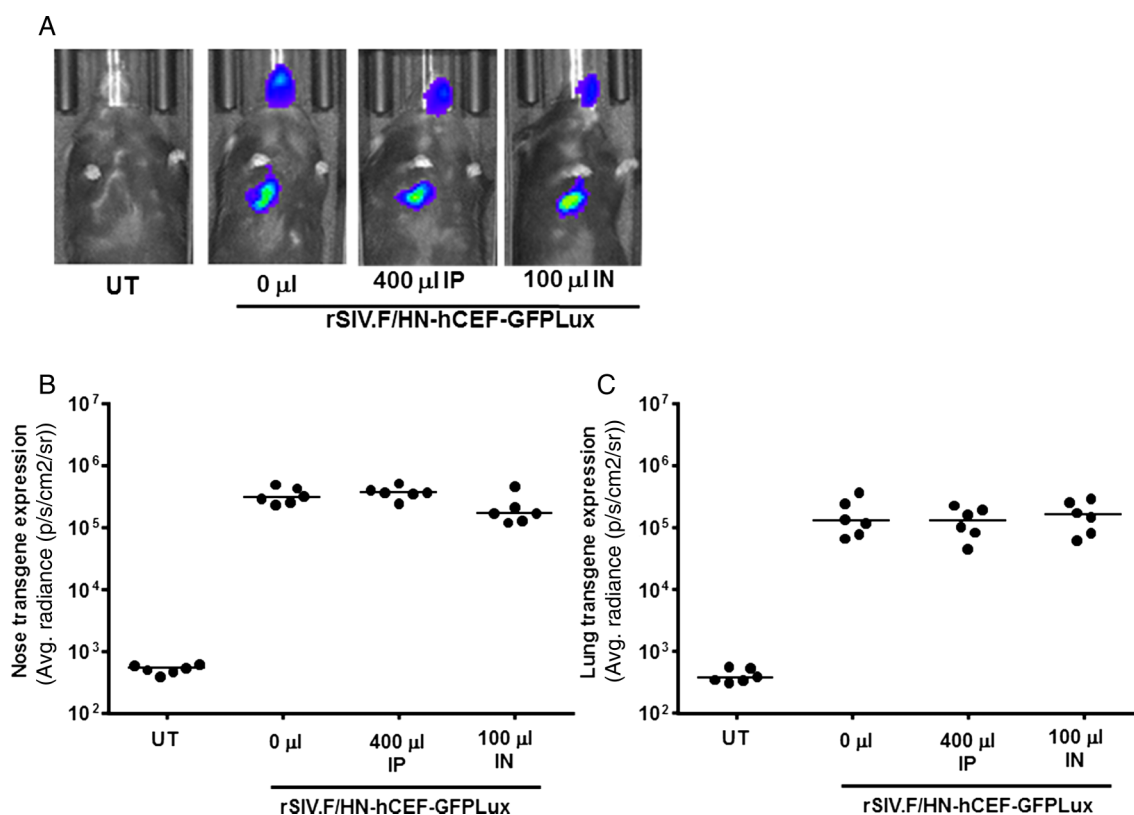 A
UT
0 μl
400 μl IP
100 μl IN
rSIV.F/HN-hCEF-GFPLux
B
Nose transgene expression
(Avg. radiance (p/s/cm2/sr))
10⁷
10⁶
10⁵
10⁴
10³
10²
UT
0 μl
400 μl
IP
100 μl
IN
rSIV.F/HN-hCEF-GFPLux
C
Lung transgene expression
(Avg. radiance (p/s/cm2/sr))
10⁷
10⁶
10⁵
10⁴
10³
10²
UT
0 μl
400 μl
IP
100 μl
IN
rSIV.F/HN-hCEF-GFPLux